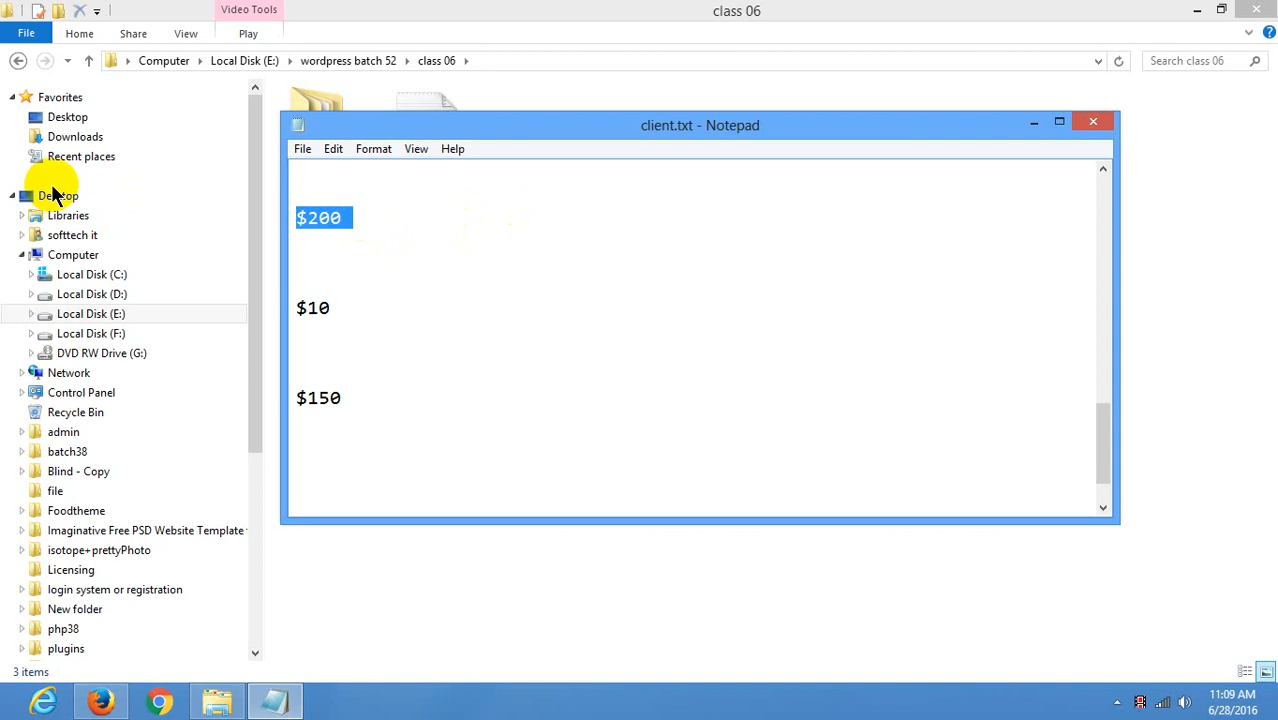 Video Tools
class 06
File
Home
Share
View
Play
Computer
Local Disk (E:)
wordpress batch 52
class 06
Search class 06
Favorites
Desktop
Downloads
Recent places
Desktop
Libraries
softtech it
Computer
Local Disk (C:)
Local Disk (D:)
Local Disk (E:)
Local Disk (F:)
DVD RW Drive (G:)
Network
Control Panel
Recycle Bin
admin
batch38
Blind - Copy
file
Foodtheme
Imaginative Free PSD Website Template
isotope+prettyPhoto
Licensing
login system or registration
New folder
php38
plugins
3 items
client.txt - Notepad
File
Edit
Format
View
Help
$200
$10
$150
11:09 AM
6/28/2016